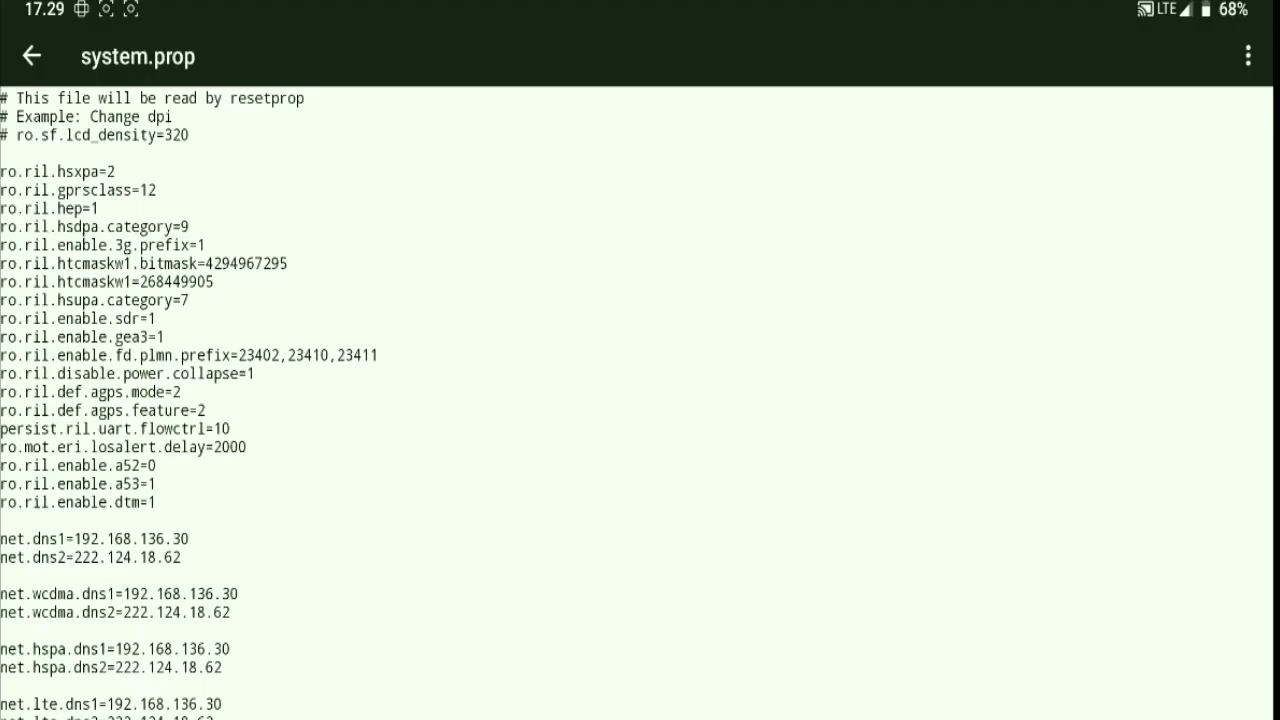 17.29 LTE 68%
system.prop
# This file will be read by resetprop
# Example: Change dpi
# ro.sf.lcd_density=320
ro.ril.hsxpa=2
ro.ril.gprsclass=12
ro.ril.hep=1
ro.ril.hsdpa.category=9
ro.ril.enable.3g.prefix=1
ro.ril.htcmaskw1.bitmask=4294967295
ro.ril.htcmaskw1=268449905
ro.ril.hsupa.category=7
ro.ril.enable.sdr=1
ro.ril.enable.gea3=1
ro.ril.enable.fd.plmn.prefix=23402,23410,23411
ro.ril.disable.power.collapse=1
ro.ril.def.agps.mode=2
ro.ril.def.agps.feature=2
persist.ril.uart.flowctrl=10
ro.mot.eri.losalert.delay=2000
ro.ril.enable.a52=0
ro.ril.enable.a53=1
ro.ril.enable.dtm=1
net.dns1=192.168.136.30
net.dns2=222.124.18.62
net.wcdma.dns1=192.168.136.30
net.wcdma.dns2=222.124.18.62
net.hspa.dns1=192.168.136.30
net.hspa.dns2=222.124.18.62
net.lte.dns1=192.168.136.30